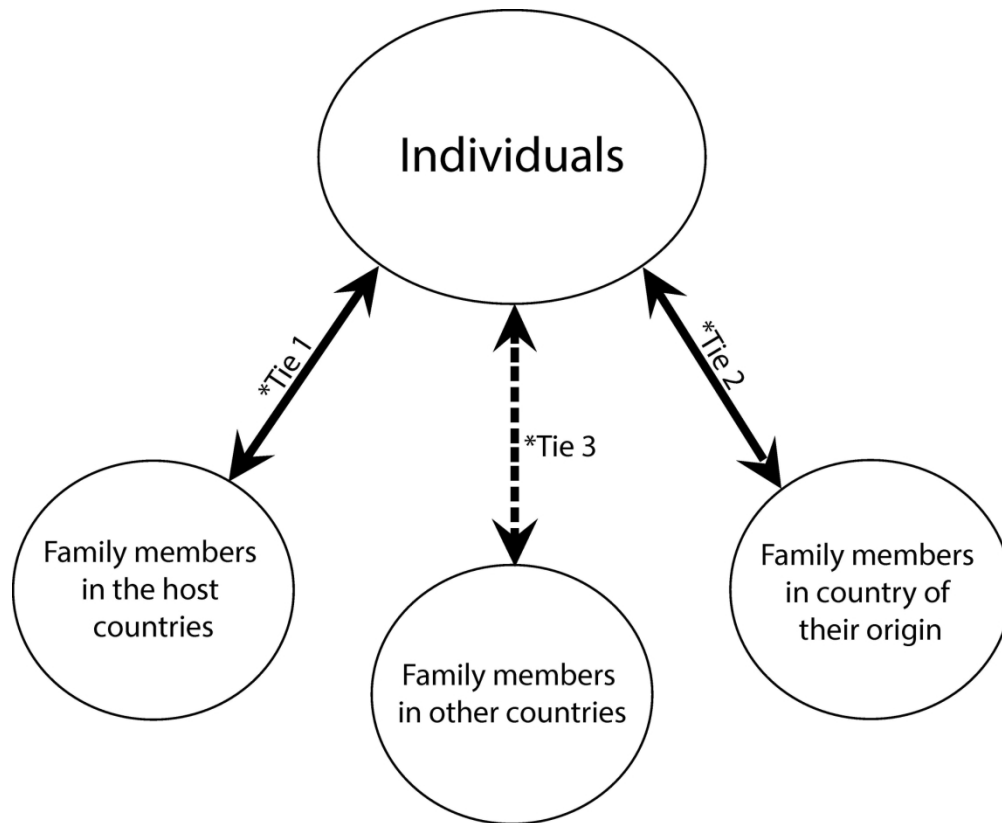 Individuals
*Tie 1
*Tie 2
*Tie 3
Family members
in the host
countries
Family members
in other countries
Family members
in country of
their origin